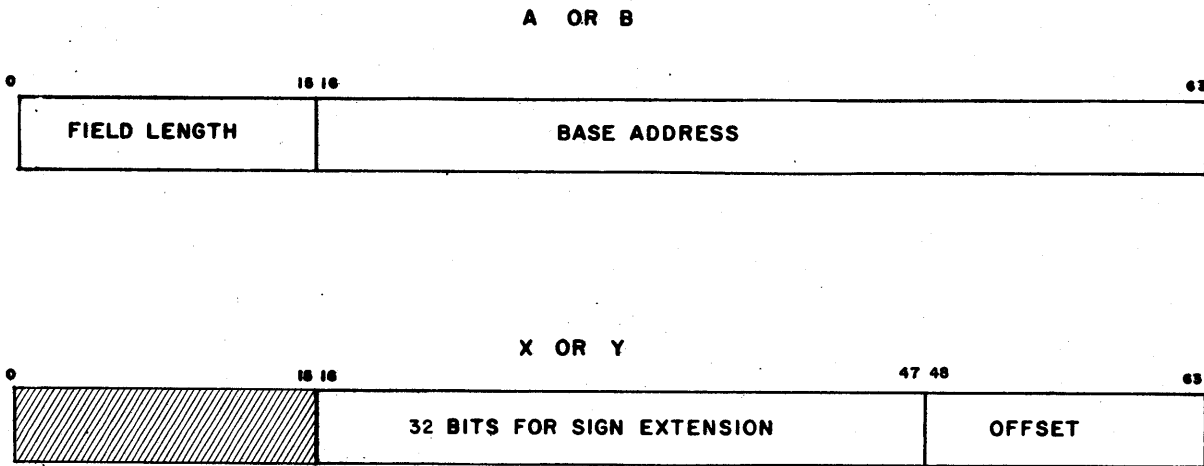 A OR B
0 15 16 63
FIELD LENGTH BASE ADDRESS
X OR Y
0 15 16 47 48 63
32 BITS FOR SIGN EXTENSION OFFSET